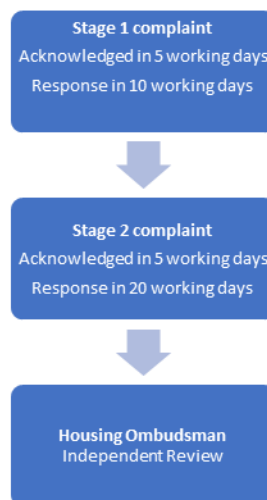 Stage 1 complaint
Acknowledged in 5 working days
Response in 10 working days
Stage 2 complaint
Acknowledged in 5 working days
Response in 20 working days
Housing Ombudsman
Independent Review